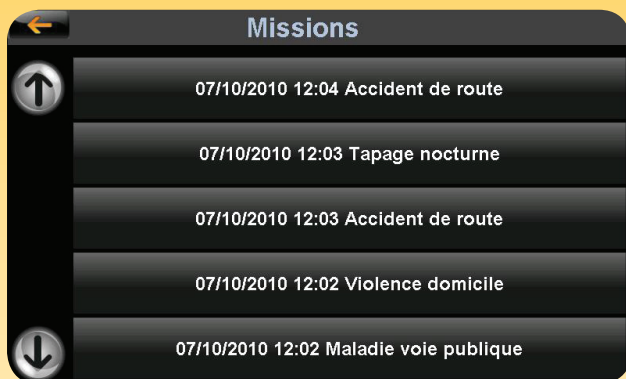 Missions
07/10/2010 12:04 Accident de route
07/10/2010 12:03 Tapage nocturne
07/10/2010 12:03 Accident de route
07/10/2010 12:02 Violence domicile
07/10/2010 12:02 Maladie voie publique